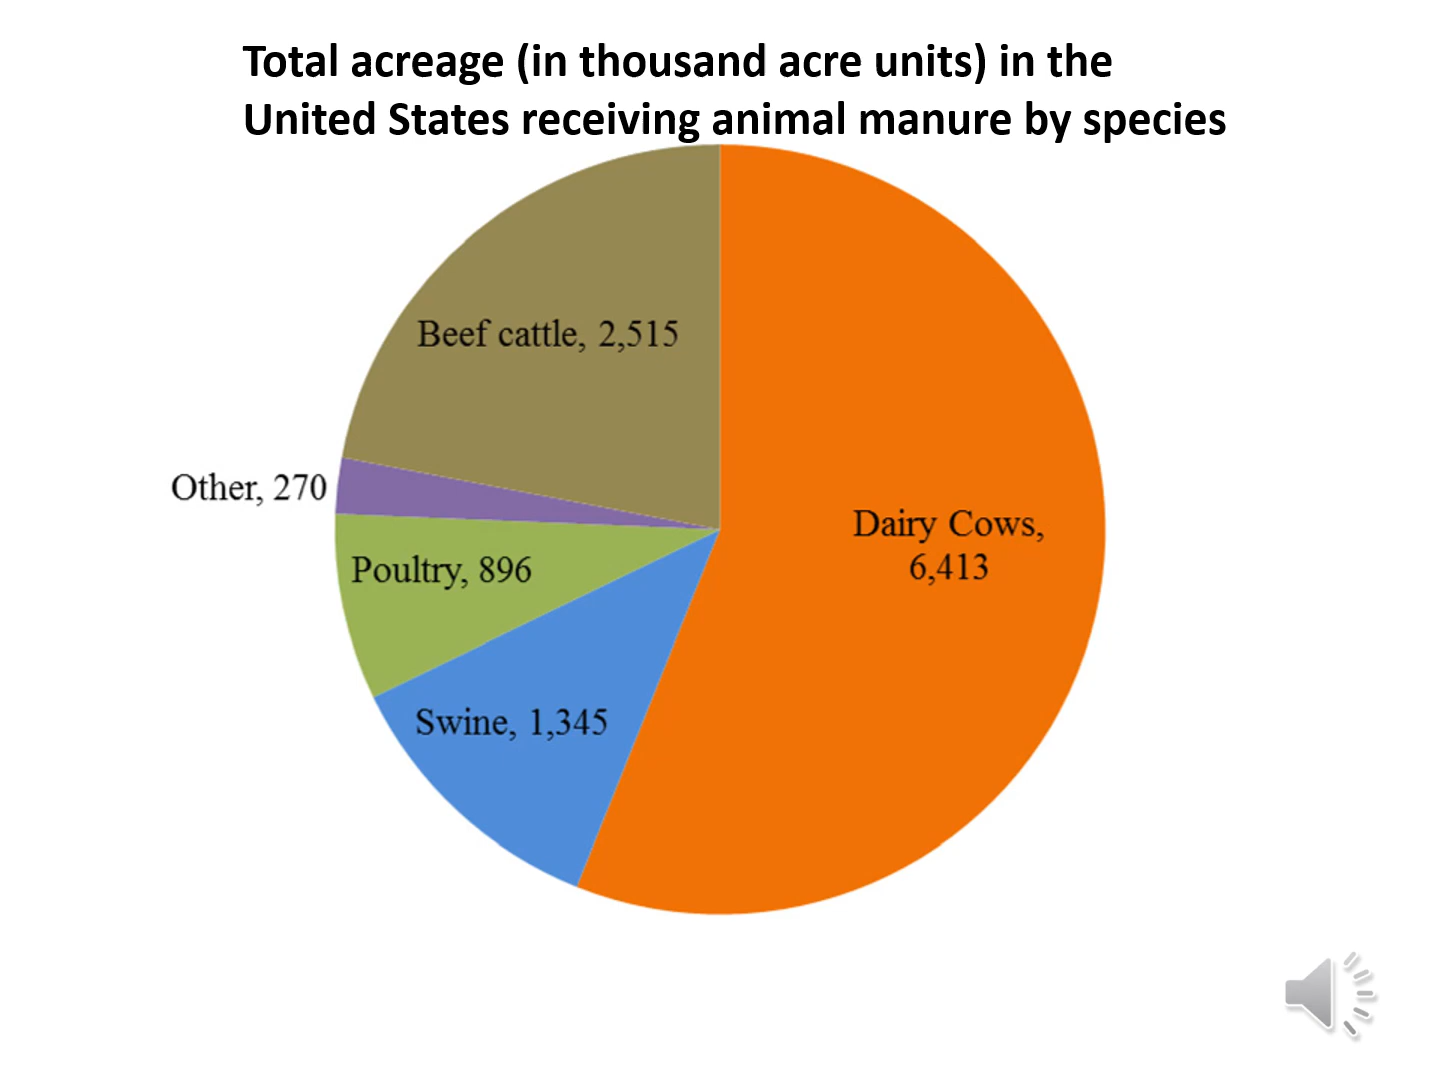 Total acreage (in thousand acre units) in the
United States receiving animal manure by species
Beef cattle, 2,515
Other, 270
Dairy Cows,
6,413
Poultry, 896
Swine, 1,345